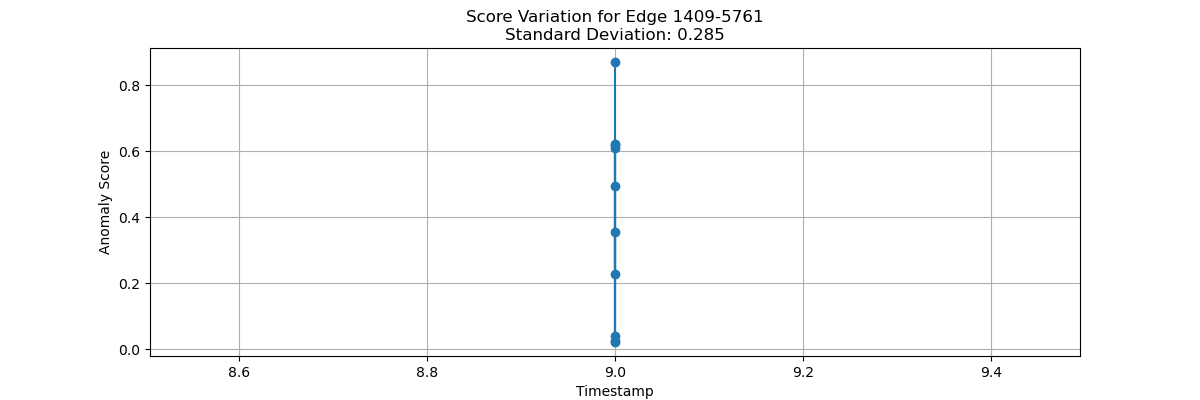 Score Variation for Edge 1409-5761
Standard Deviation: 0.285
Anomaly Score
0.8
0.6
0.4
0.2
0.0
8.6 8.8 9.0 9.2 9.4
Timestamp